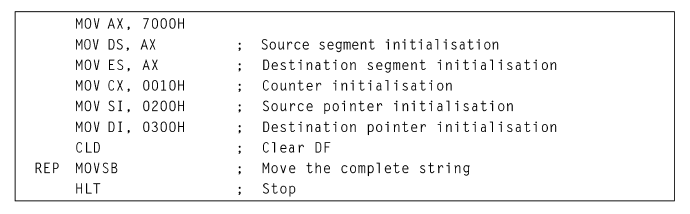 MOV AX, 7000H
MOV DS, AX ; Source segment initialisation
MOV ES, AX ; Destination segment initialisation
MOV CX, 0010H ; Counter initialisation
MOV SI, 0200H ; Source pointer initialisation
MOV DI, 0300H ; Destination pointer initialisation
CLD ; Clear DF
REP MOVSB ; Move the complete string
HLT ; Stop